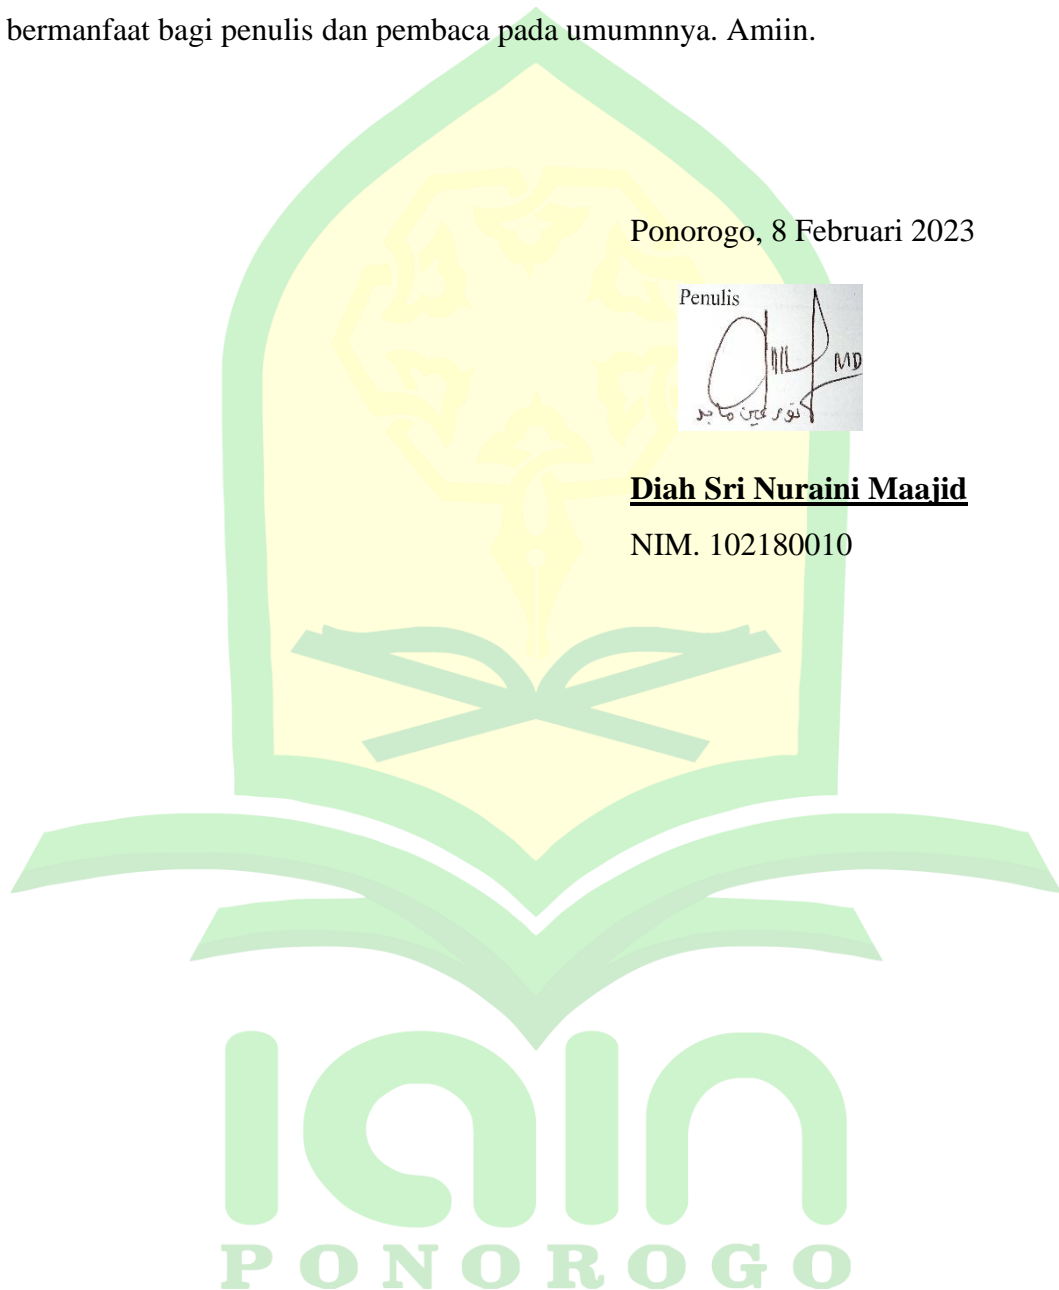 bermanfaat bagi penulis dan pembaca pada umumnnya. Amiin.
Ponorogo, 8 Februari 2023
Penulis
MD
Diah Sri Nuraini Maajid
NIM. 102180010
iain
PONOROGO